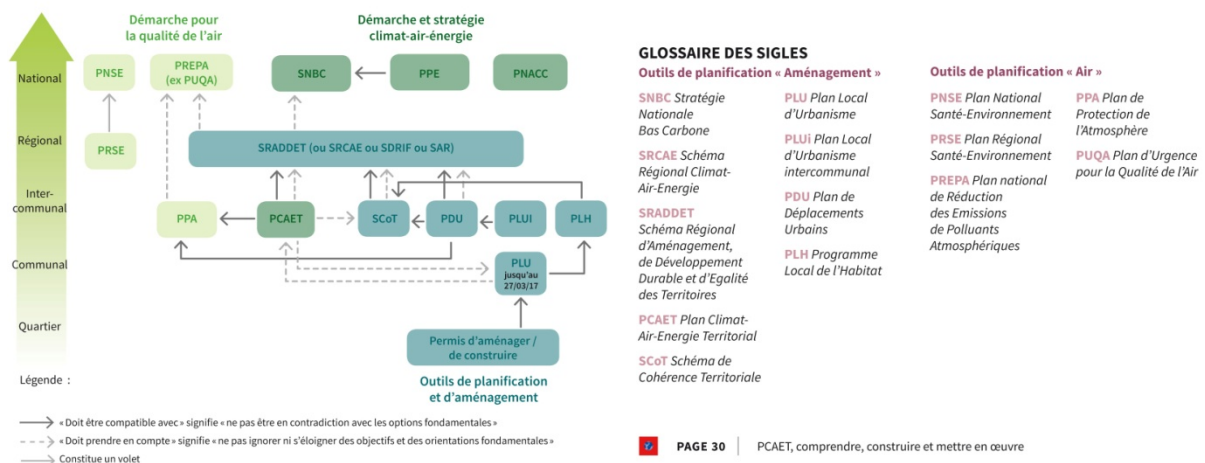 Démarche pour
la qualité de l'air
Démarche et stratégie
climat-air-énergie
National
PNSE
PREPA
(ex PUQA)
SNBC
PPE
PNACC
Régional
PRSE
SRADDET (ou SRCAE ou SDRIF ou SAR)
Inter-
communal
PPA
PCAET
SCoT
PDU
PLUI
PLH
Communal
PLU
jusqu'au
27/03/17
Quartier
Permis d'aménager /
de construire
Outils de planification
et d'aménagement
Légende :
« Doit être compatible avec » signifie « ne pas être en contradiction avec les options fondamentales »
« Doit prendre en compte » signifie « ne pas ignorer ni s'éloigner des objectifs et des orientations fondamentales »
Constitue un volet
GLOSSAIRE DES SIGLES
Outils de planification « Aménagement »
SNBC Stratégie
Nationale
Bas Carbone
SRCAE Schéma
Régional Climat-
Air-Energie
SRADDET
Schéma Régional
d'Aménagement,
de Développement
Durable et d'Egalité
des Territoires
PCAET Plan Climat-
Air-Energie Territorial
SCoT Schéma de
Cohérence Territoriale
PLU Plan Local
d'Urbanisme
PLUi Plan Local
d'Urbanisme
intercommunal
PDU Plan de
Déplacements
Urbains
PLH Programme
Local de l'Habitat
Outils de planification « Air »
PNSE Plan National
Santé-Environnement
PRSE Plan Régional
Santé-Environnement
PREPA Plan national
de Réduction
des Emissions
de Polluants
Atmosphériques
PPA Plan de
Protection de
l'Atmosphère
PUQA Plan d'Urgence
pour la Qualité de l'Air
PAGE 30
PCAET, comprendre, construire et mettre en œuvre